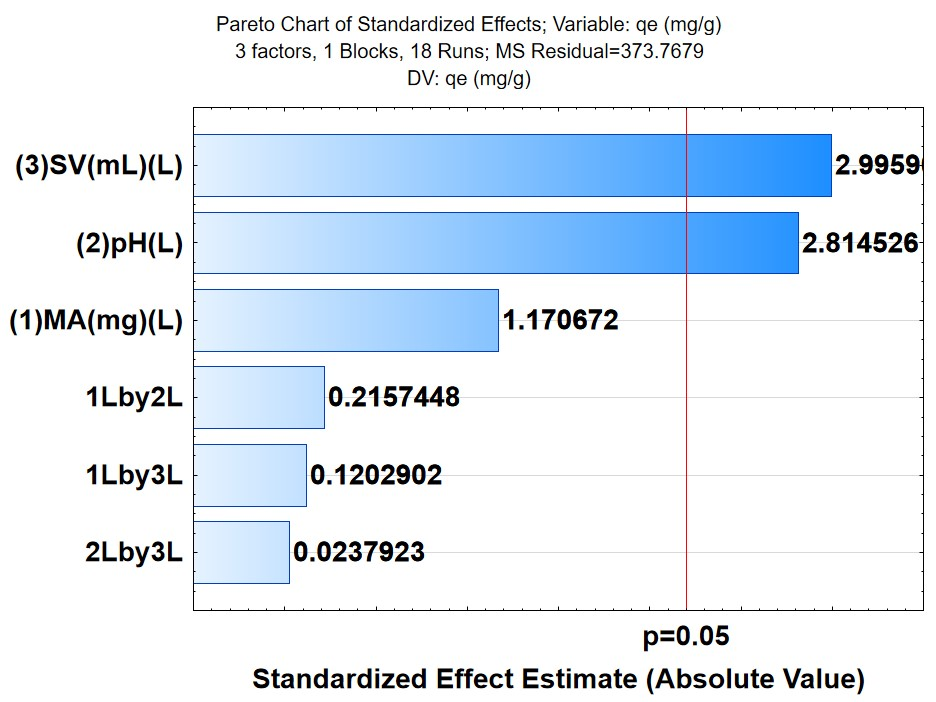 Pareto Chart of Standardized Effects; Variable: qe (mg/g)
3 factors, 1 Blocks, 18 Runs; MS Residual=373.7679
DV: qe (mg/g)
(3)SV(mL)(L) 2.9959
(2)pH(L) 2.814526
(1)MA(mg)(L) 1.170672
1Lby2L 0.2157448
1Lby3L 0.1202902
2Lby3L 0.0237923
p=0.05
Standardized Effect Estimate (Absolute Value)